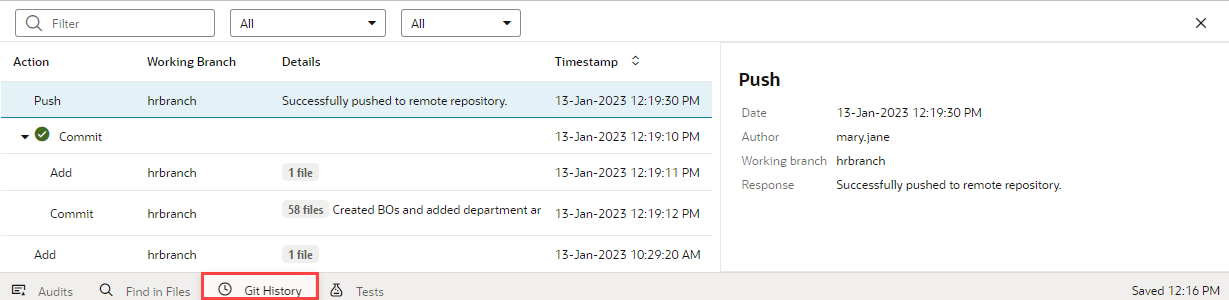 Filter All All
Action Working Branch Details Timestamp
Push hrbranch Successfully pushed to remote repository. 13-Jan-2023 12:19:30 PM
Commit 13-Jan-2023 12:19:10 PM
Add hrbranch 1 file 13-Jan-2023 12:19:11 PM
Commit hrbranch 58 files Created BOs and added department ar 13-Jan-2023 12:19:12 PM
Add hrbranch 1 file 13-Jan-2023 10:29:20 AM
Push
Date 13-Jan-2023 12:19:30 PM
Author mary.jane
Working branch hrbranch
Response Successfully pushed to remote repository.
Audits Find in Files Git History Tests Saved 12:16 PM